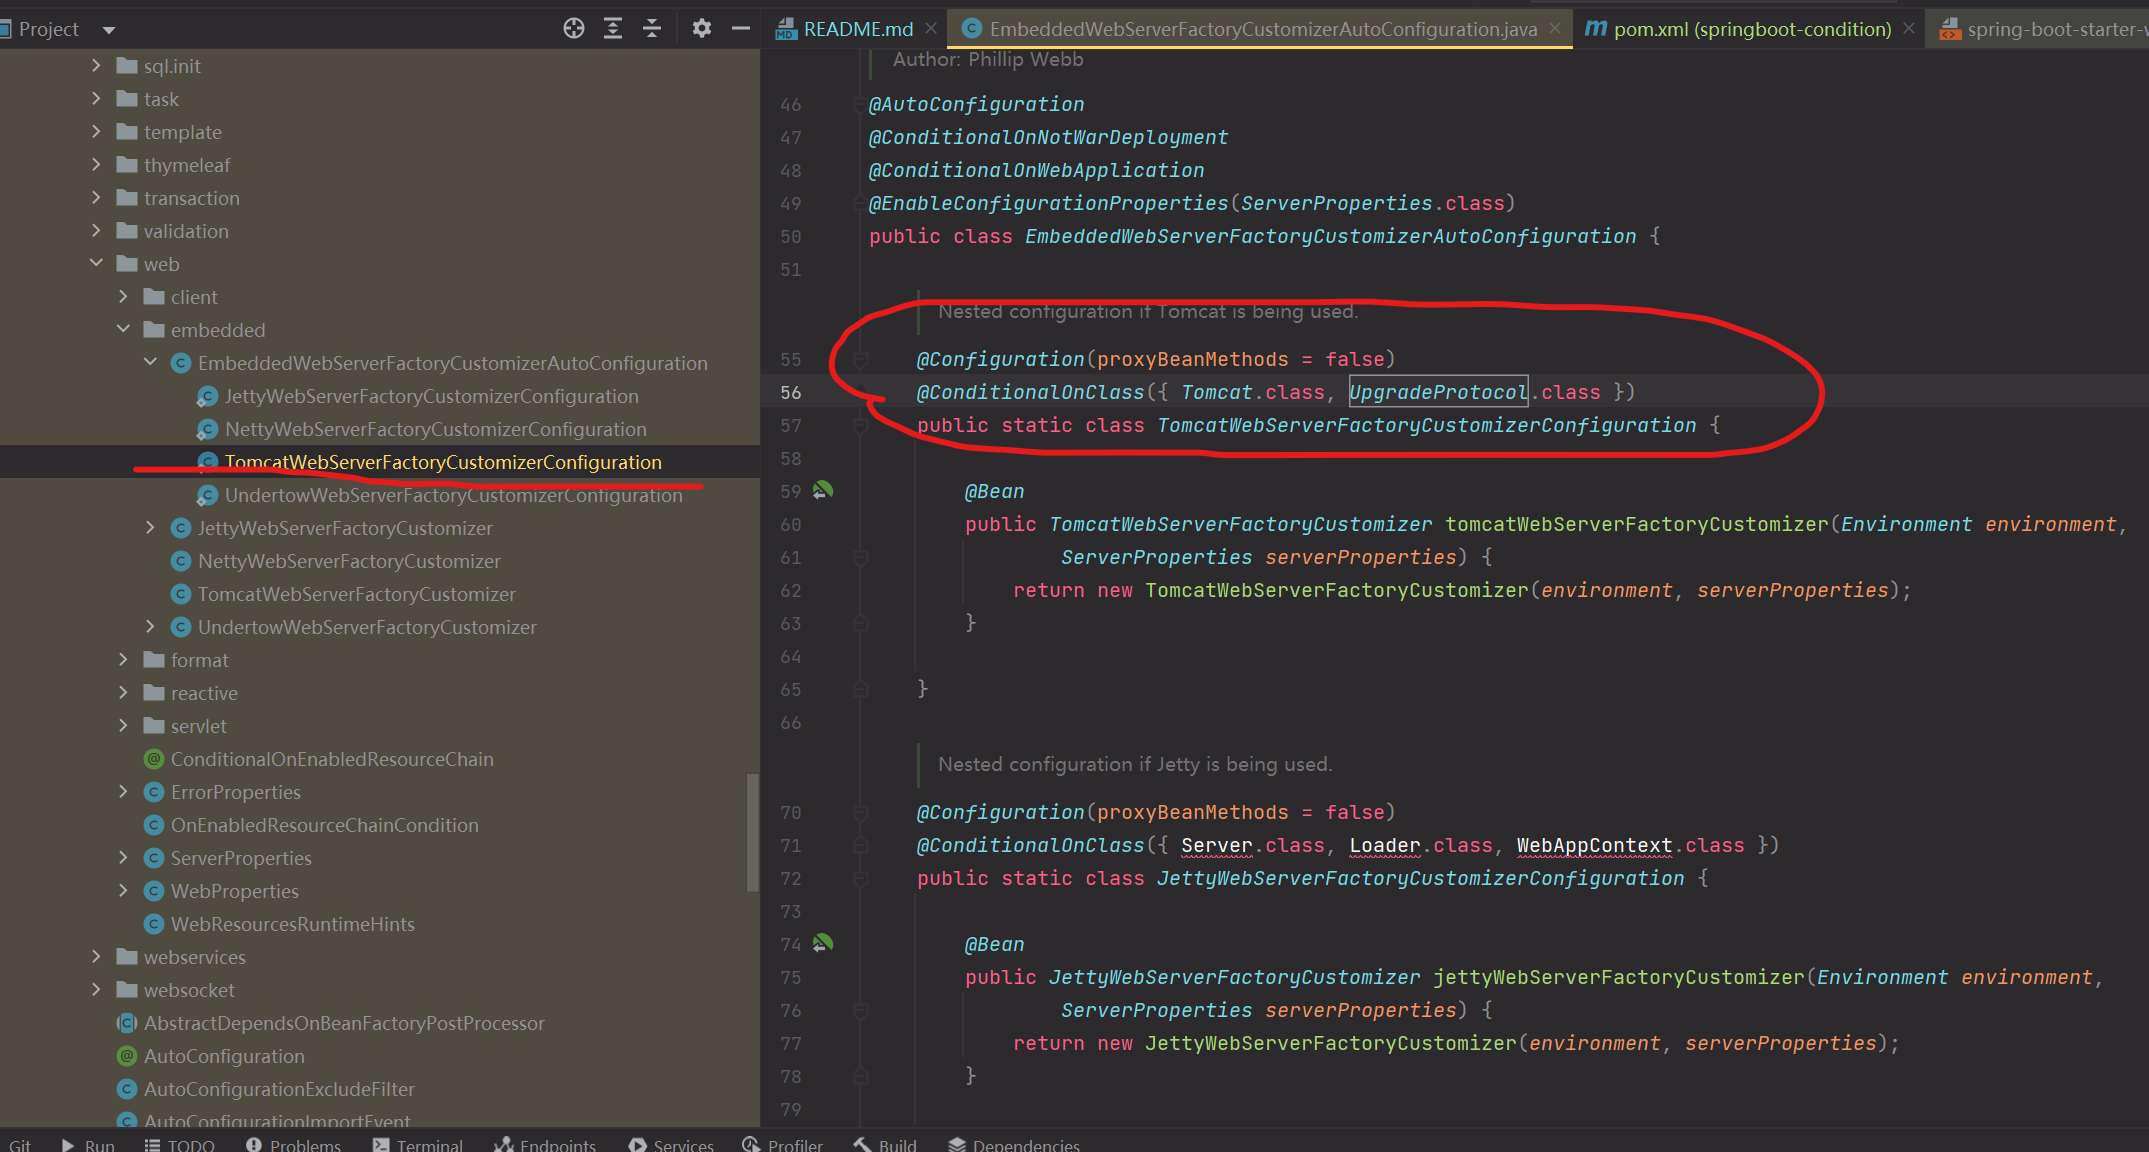 Project
README.md
EmbeddedWebServerFactoryCustomizerAutoConfiguration.java
pom.xml (springboot-condition)
spring-boot-starter-w
sql.init
task
template
thymeleaf
transaction
validation
web
client
embedded
EmbeddedWebServerFactoryCustomizerAutoConfiguration
JettyWebServerFactoryCustomizerConfiguration
NettyWebServerFactoryCustomizerConfiguration
TomcatWebServerFactoryCustomizerConfiguration
UndertowWebServerFactoryCustomizerConfiguration
JettyWebServerFactoryCustomizer
NettyWebServerFactoryCustomizer
TomcatWebServerFactoryCustomizer
UndertowWebServerFactoryCustomizer
format
reactive
servlet
ConditionalOnEnabledResourceChain
ErrorProperties
OnEnabledResourceChainCondition
ServerProperties
WebProperties
WebResourcesRuntimeHints
webservices
websocket
AbstractDependsOnBeanFactoryPostProcessor
AutoConfiguration
AutoConfigurationExcludeFilter
AutoConfigurationImportEvent
Author: Phillip Webb
46 @AutoConfiguration
47 @ConditionalOnNotWarDeployment
48 @ConditionalOnWebApplication
49 @EnableConfigurationProperties(ServerProperties.class)
50 public class EmbeddedWebServerFactoryCustomizerAutoConfiguration {
51
Nested configuration if Tomcat is being used.
55 @Configuration(proxyBeanMethods = false)
56 @ConditionalOnClass({ Tomcat.class, UpgradeProtocol.class })
57 public static class TomcatWebServerFactoryCustomizerConfiguration {
58
59 @Bean
60 public TomcatWebServerFactoryCustomizer tomcatWebServerFactoryCustomizer(Environment environment,
61 ServerProperties serverProperties) {
62 return new TomcatWebServerFactoryCustomizer(environment, serverProperties);
63 }
64
65 }
66
Nested configuration if Jetty is being used.
70 @Configuration(proxyBeanMethods = false)
71 @ConditionalOnClass({ Server.class, Loader.class, WebAppContext.class })
72 public static class JettyWebServerFactoryCustomizerConfiguration {
73
74 @Bean
75 public JettyWebServerFactoryCustomizer jettyWebServerFactoryCustomizer(Environment environment,
76 ServerProperties serverProperties) {
77 return new JettyWebServerFactoryCustomizer(environment, serverProperties);
78 }
79
Git Run TODO Problems Terminal Endpoints Services Profiler Build Dependencies